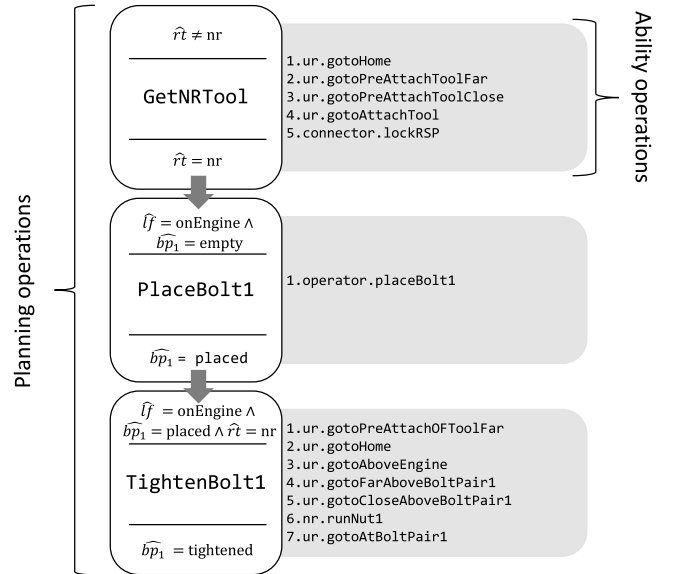 Planning operations
r̂t ≠ nr
GetNRTool
r̂t = nr
1.ur.gotoHome
2.ur.gotoPreAttachToolFar
3.ur.gotoPreAttachToolClose
4.ur.gotoAttachTool
5.connector.lockRSP
Ability operations
l̂f = onEngine ∧
b̂p₁ = empty
PlaceBolt1
b̂p₁ = placed
1.operator.placeBolt1
l̂f = onEngine ∧
b̂p₁ = placed ∧ r̂t = nr
TightenBolt1
b̂p₁ = tightened
1.ur.gotoPreAttachOFToolFar
2.ur.gotoHome
3.ur.gotoAboveEngine
4.ur.gotoFarAboveBoltPair1
5.ur.gotoCloseAboveBoltPair1
6.nr.runNut1
7.ur.gotoAtBoltPair1